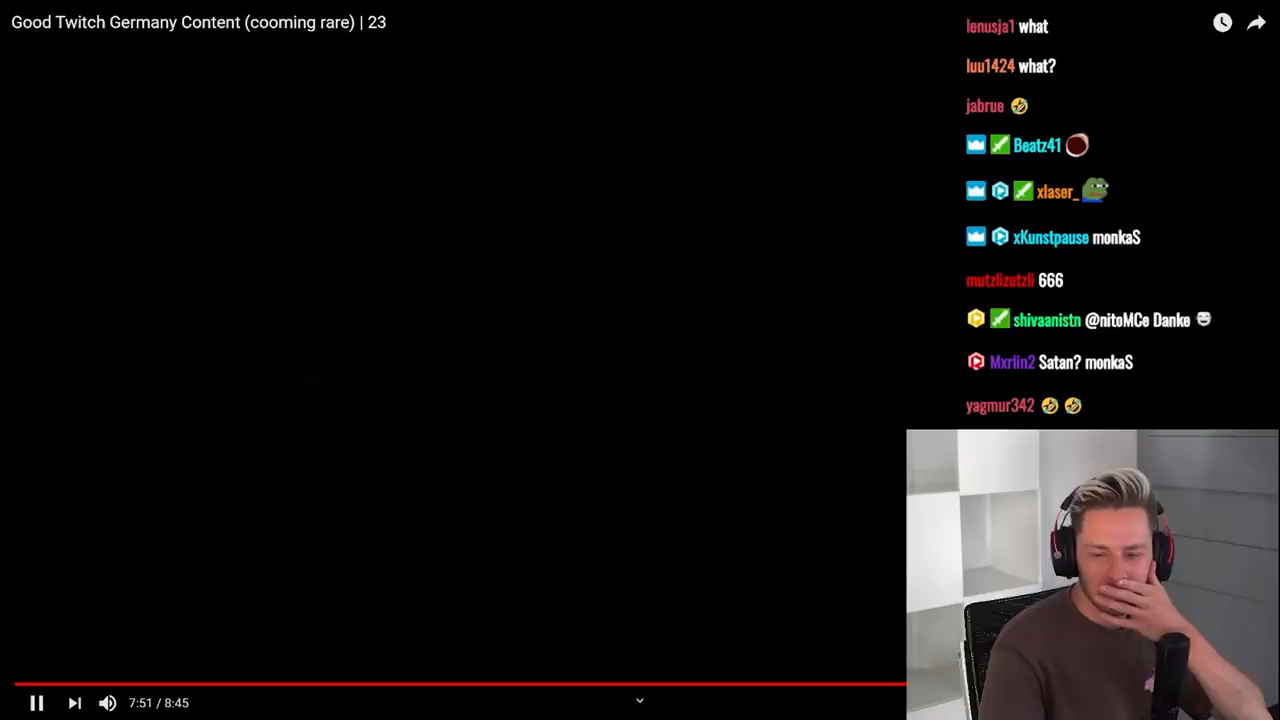 Good Twitch Germany Content (cooming rare) | 23
lenusja1 what
luu1424 what?
jabrue 🤣
Beatz41
xlaser_
xKunstpause monkaS
mutzlizutzli 666
shivaanistn @nitoMCe Danke
Mxrlin2 Satan? monkaS
yagmur342 🤣 🤣
7:51 / 8:45